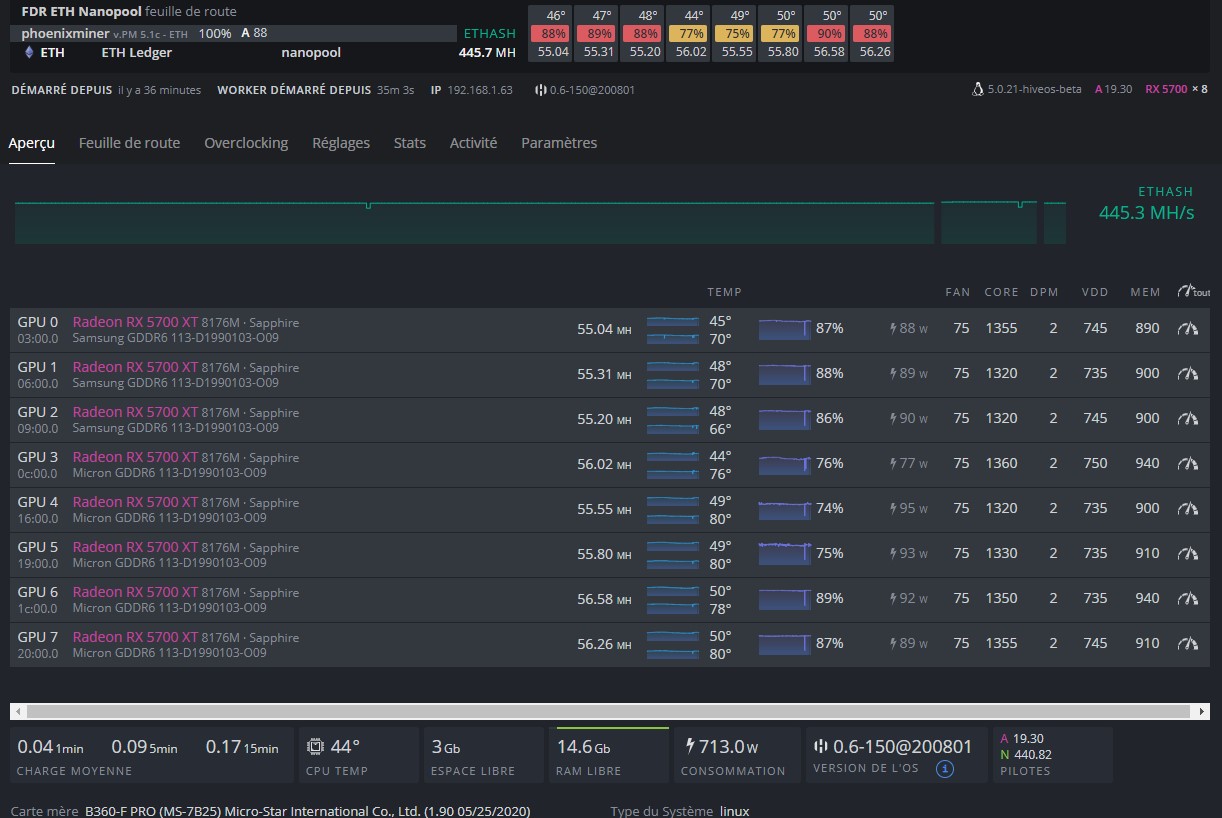 FDR ETH Nanopool feuille de route
46° 47° 48° 44° 49° 50° 50° 50°
phoenixminer v.PM 5.1c - ETH 100% A 88 ETHASH 88% 89% 88% 77% 75% 77% 90% 88%
ETH ETH Ledger nanopool 445.7 MH 55.04 55.31 55.20 56.02 55.55 55.80 56.58 56.26
DÉMARRÉ DEPUIS il y a 36 minutes WORKER DÉMARRÉ DEPUIS 35m 3s IP 192.168.1.63 0.6-150@200801 5.0.21-hiveos-beta A 19.30 RX 5700 × 8
Aperçu Feuille de route Overclocking Réglages Stats Activité Paramètres
ETHASH
445.3 MH/s
TEMP FAN CORE DPM VDD MEM tout
GPU 0 Radeon RX 5700 XT 8176M · Sapphire 55.04 MH 45° 87% 88 W 75 1355 2 745 890
03:00.0 Samsung GDDR6 113-D1990103-O09 70°
GPU 1 Radeon RX 5700 XT 8176M · Sapphire 55.31 MH 48° 88% 89 W 75 1320 2 735 900
06:00.0 Samsung GDDR6 113-D1990103-O09 70°
GPU 2 Radeon RX 5700 XT 8176M · Sapphire 55.20 MH 48° 86% 90 W 75 1320 2 745 900
09:00.0 Samsung GDDR6 113-D1990103-O09 66°
GPU 3 Radeon RX 5700 XT 8176M · Sapphire 56.02 MH 44° 76% 77 W 75 1360 2 750 940
0c:00.0 Micron GDDR6 113-D1990103-O09 76°
GPU 4 Radeon RX 5700 XT 8176M · Sapphire 55.55 MH 49° 74% 95 W 75 1320 2 735 900
16:00.0 Micron GDDR6 113-D1990103-O09 80°
GPU 5 Radeon RX 5700 XT 8176M · Sapphire 55.80 MH 49° 75% 93 W 75 1330 2 735 910
19:00.0 Micron GDDR6 113-D1990103-O09 80°
GPU 6 Radeon RX 5700 XT 8176M · Sapphire 56.58 MH 50° 89% 92 W 75 1350 2 735 940
1c:00.0 Micron GDDR6 113-D1990103-O09 78°
GPU 7 Radeon RX 5700 XT 8176M · Sapphire 56.26 MH 50° 87% 89 W 75 1355 2 745 910
20:00.0 Micron GDDR6 113-D1990103-O09 80°
0.04 1min 0.09 5min 0.17 15min
CHARGE MOYENNE
44°
CPU TEMP
3 Gb
ESPACE LIBRE
14.6 Gb
RAM LIBRE
713.0 W
CONSOMMATION
0.6-150@200801
VERSION DE L'OS i
A 19.30
N 440.82
PILOTES
Carte mère B360-F PRO (MS-7B25) Micro-Star International Co., Ltd. (1.90 05/25/2020) Type du Système linux